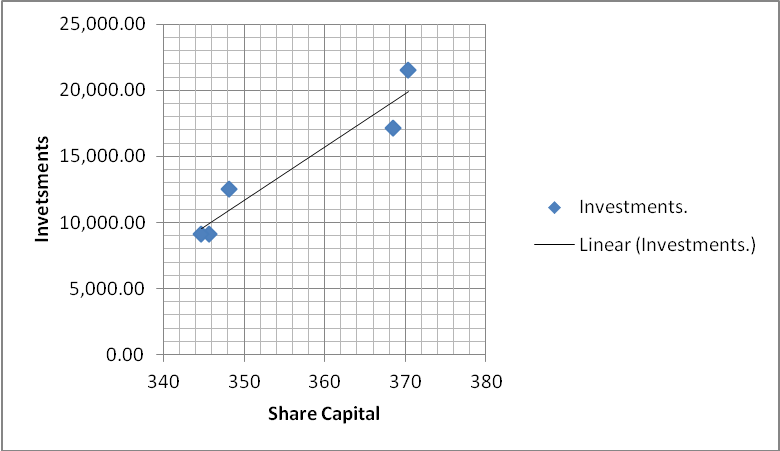 25,000.00
20,000.00
15,000.00
10,000.00
5,000.00
0.00
Invetsments
340 350 360 370 380
Share Capital
Investments.
Linear (Investments.)